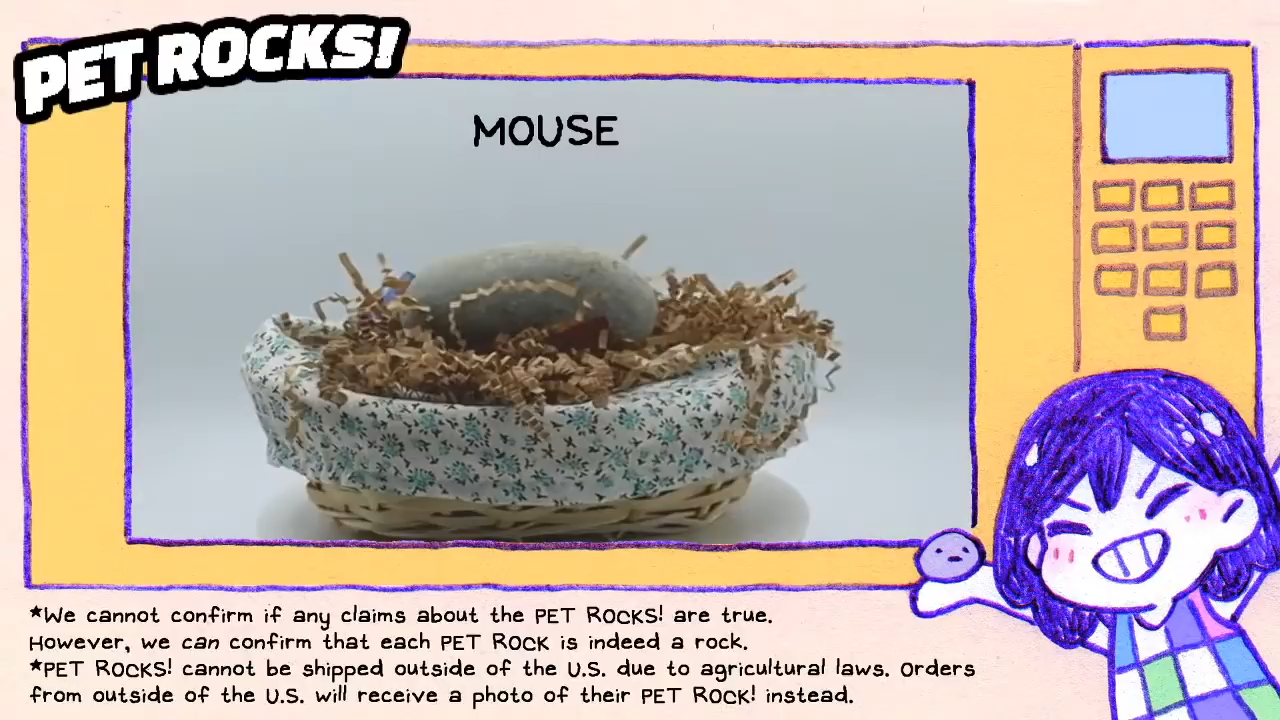 PET ROCKS!
MOUSE
*We cannot confirm if any claims about the PET ROCKS! are true.
However, we can confirm that each PET ROCK is indeed a rock.
*PET ROCKS! cannot be shipped outside of the U.S. due to agricultural laws. Orders
from outside of the U.S. will receive a photo of their PET ROCK! instead.